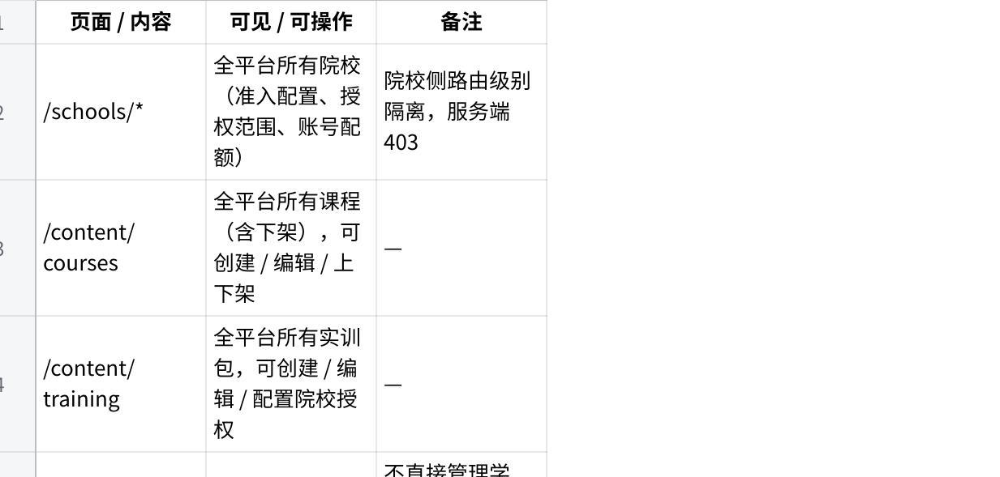 1
页面 / 内容
可见 / 可操作
备注
2
/schools/*
全平台所有院校
（准入配置、授
权范围、账号配
额）
院校侧路由级别
隔离，服务端
403
3
/content/
courses
全平台所有课程
（含下架），可
创建 / 编辑 / 上
下架
—
4
/content/
training
全平台所有实训
包，可创建 / 编
辑 / 配置院校授
权
—
不直接管理学